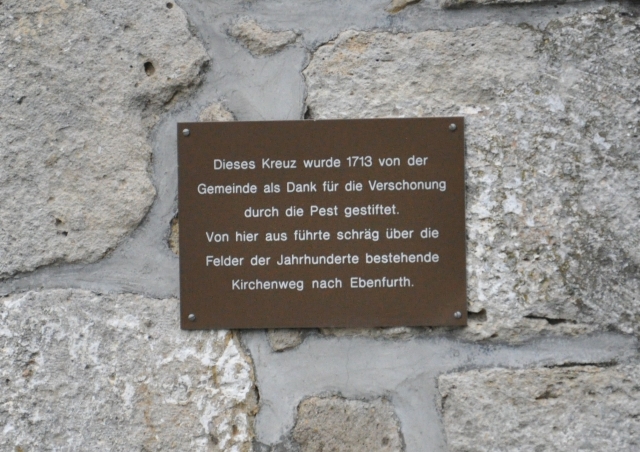 Dieses Kreuz wurde 1713 von der
Gemeinde als Dank für die Verschonung
durch die Pest gestiftet.
Von hier aus führte schräg über die
Felder der Jahrhunderte bestehende
Kirchenweg nach Ebenfurth.